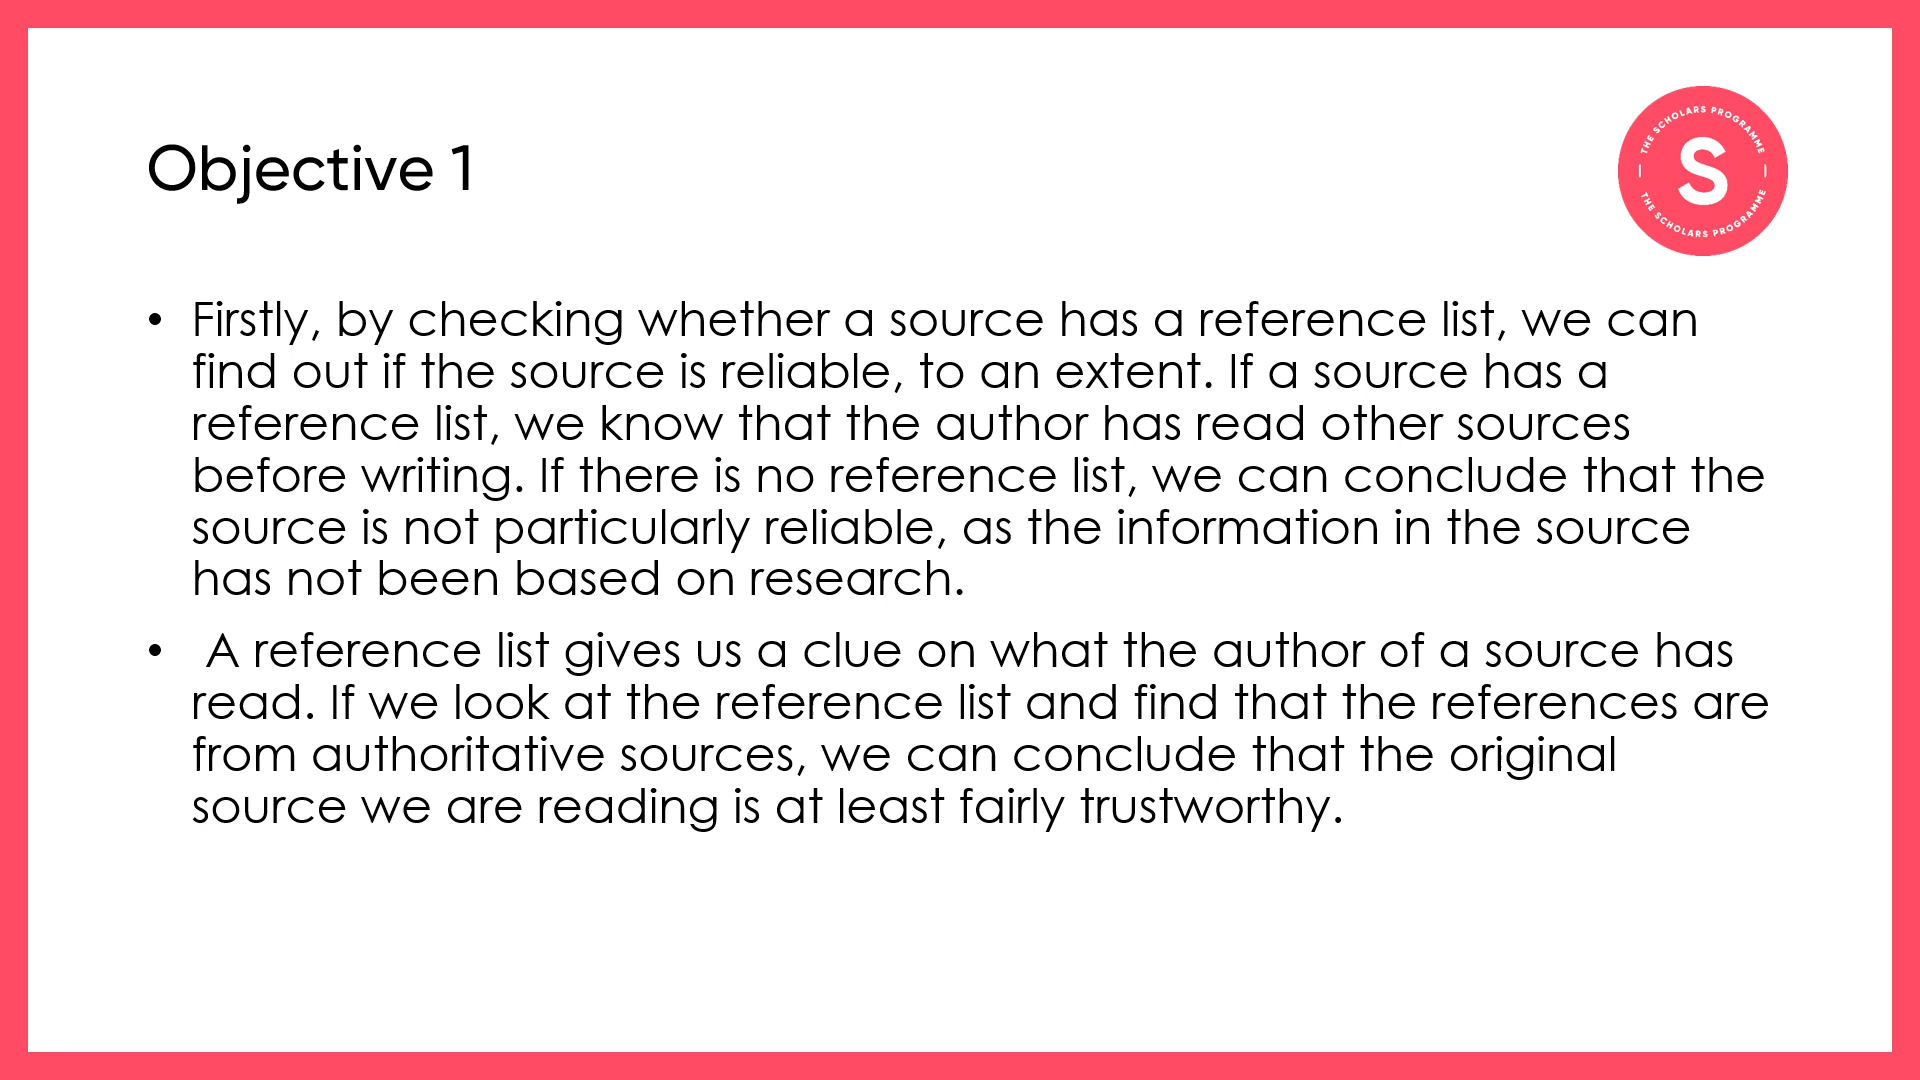 Objective 1
THE SCHOLARS PROGRAMME
S
THE SCHOLARS PROGRAMME
• Firstly, by checking whether a source has a reference list, we can
find out if the source is reliable, to an extent. If a source has a
reference list, we know that the author has read other sources
before writing. If there is no reference list, we can conclude that the
source is not particularly reliable, as the information in the source
has not been based on research.
• A reference list gives us a clue on what the author of a source has
read. If we look at the reference list and find that the references are
from authoritative sources, we can conclude that the original
source we are reading is at least fairly trustworthy.